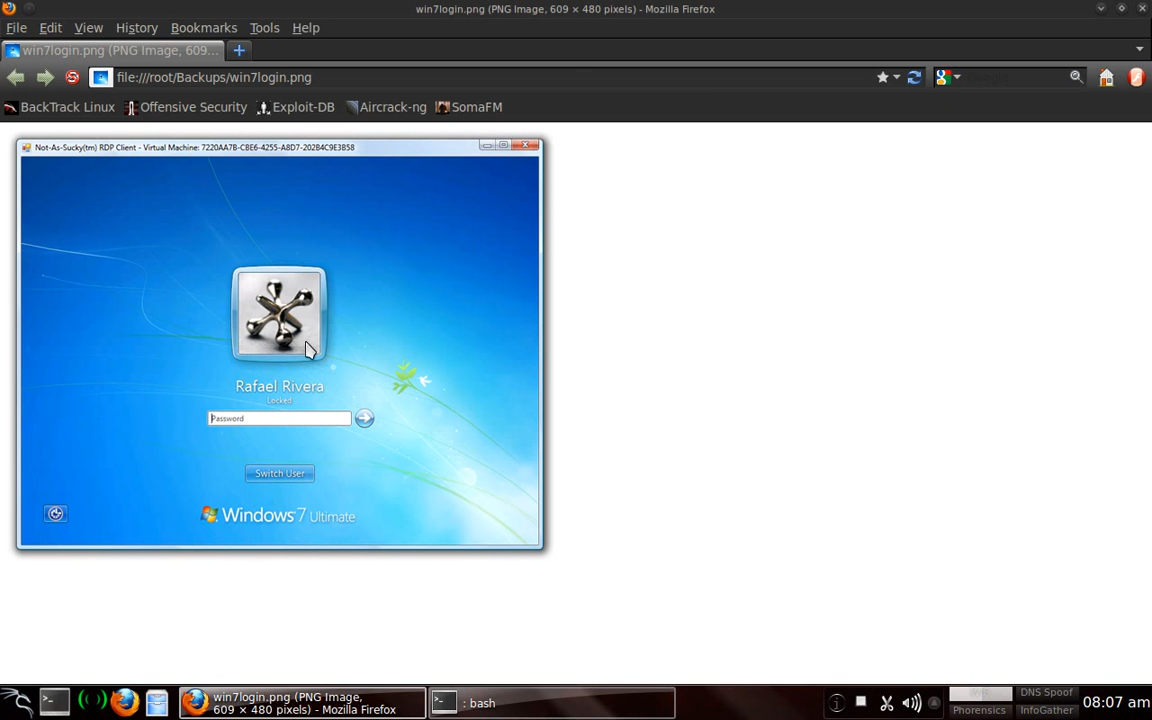 win7login.png (PNG Image, 609 × 480 pixels) - Mozilla Firefox
File Edit View History Bookmarks Tools Help
win7login.png (PNG Image, 609...
file:///root/Backups/win7login.png
BackTrack Linux Offensive Security Exploit-DB Aircrack-ng SomaFM
Not-As-Sucky(tm) RDP Client - Virtual Machine: 7220AA7B-CBE6-4255-A8D7-202B4C9E3B58
Rafael Rivera
Locked
Password
Switch User
Windows 7 Ultimate
win7login.png (PNG Image,
609 × 480 pixels) - Mozilla Firefox
: bash
DNS Spoof
Phorensics InfoGather
08:07 am